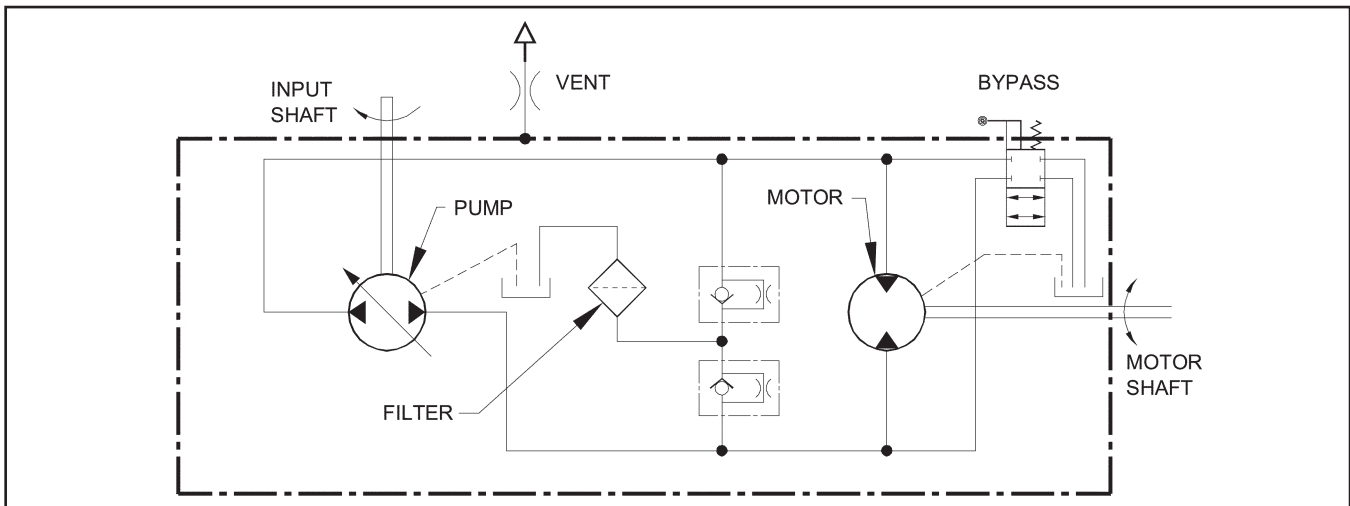 VENT
BYPASS
INPUT
SHAFT
PUMP
MOTOR
FILTER
MOTOR
SHAFT